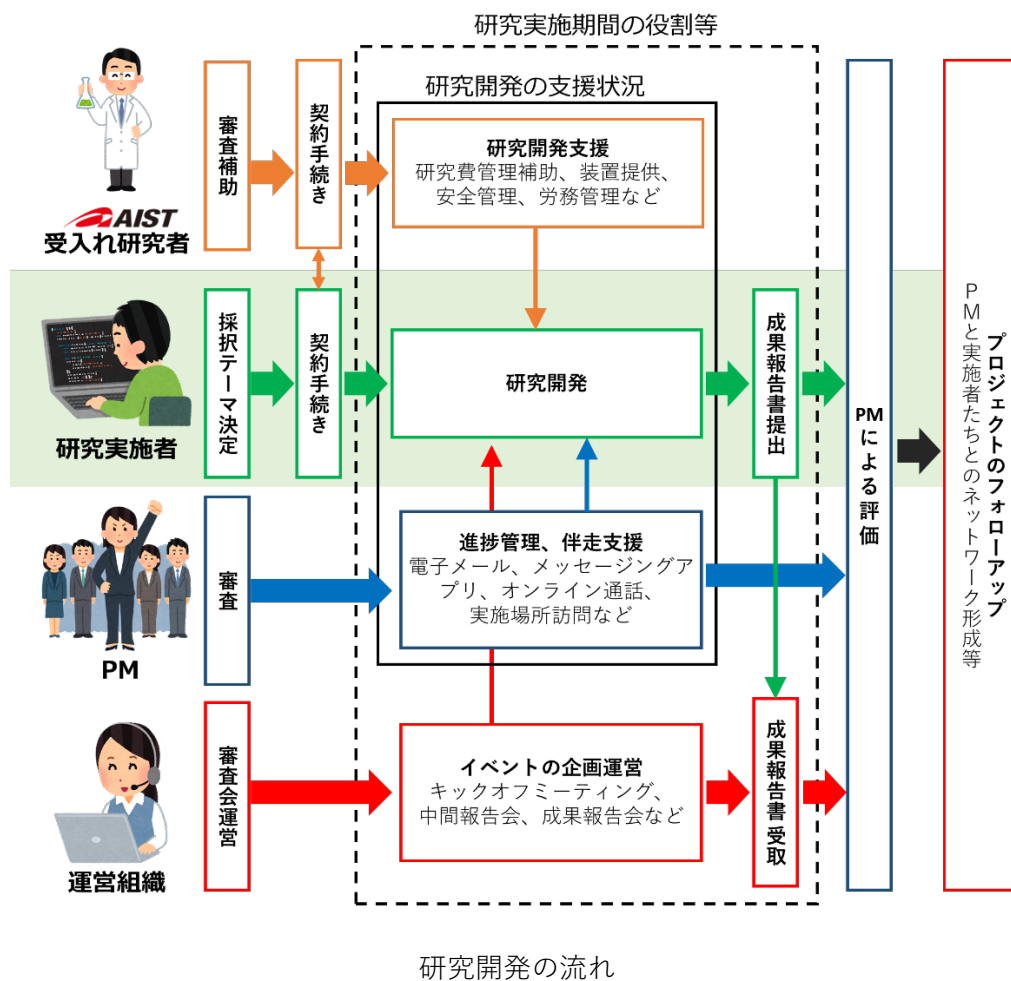 研究実施期間の役割等
研究開発の支援状況
AIST
受入れ研究者
審査補助
契約手続き
研究開発支援
研究費管理補助、装置提供、
安全管理、労務管理など
研究実施者
採択テーマ決定
契約手続き
研究開発
成果報告書提出
PM
審査
進捗管理、伴走支援
電子メール、メッセージングア
プリ、オンライン通話、
実施場所訪問など
運営組織
審査会運営
イベントの企画運営
キックオフミーティング、
中間報告会、成果報告会など
成果報告書 受取
PMによる評価
プロジェクトのフォローアップ
PMと実施者たちとのネットワーク形成等
研究開発の流れ